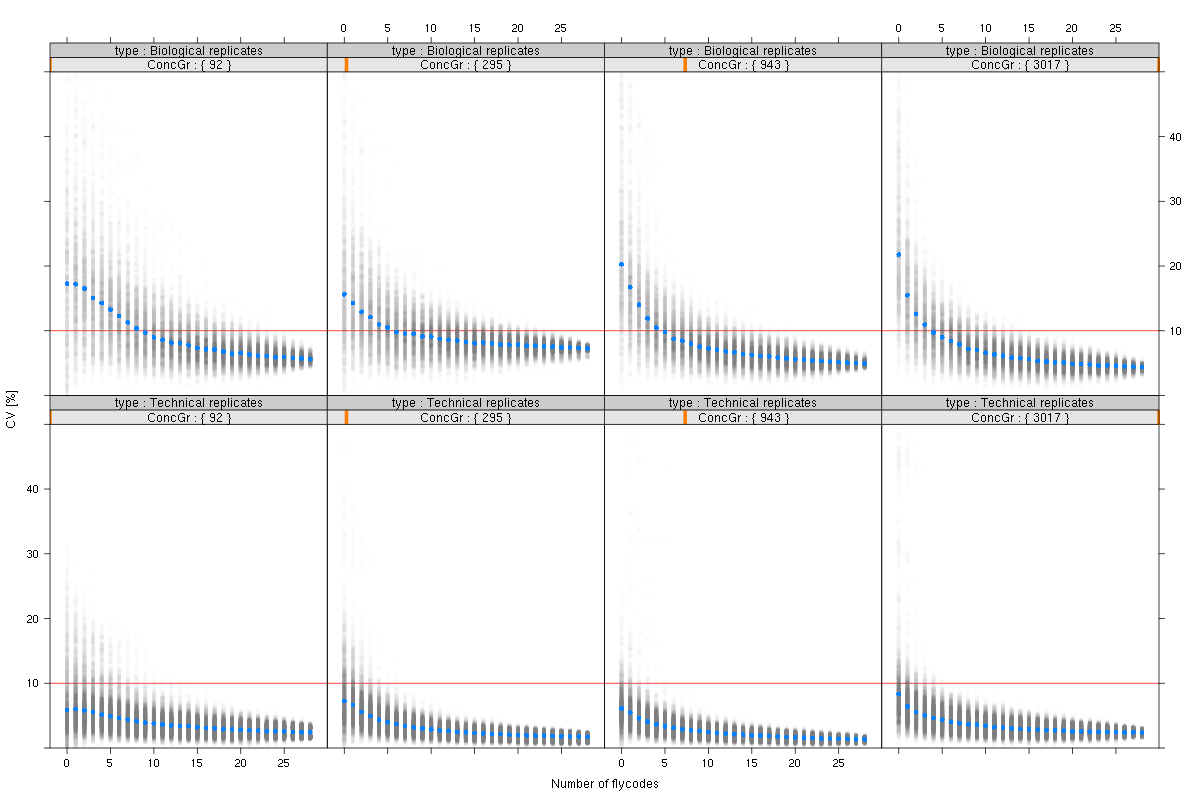 0 5 10 15 20 25 0 5 10 15 20 25
type : Biological replicates type : Biological replicates type : Biological replicates type : Biological replicates
ConcGr : { 92 } ConcGr : { 295 } ConcGr : { 943 } ConcGr : { 3017 }
40
30
20
10
CV [%]
type : Technical replicates type : Technical replicates type : Technical replicates type : Technical replicates
ConcGr : { 92 } ConcGr : { 295 } ConcGr : { 943 } ConcGr : { 3017 }
40
30
20
10
0 5 10 15 20 25 0 5 10 15 20 25
Number of flycodes